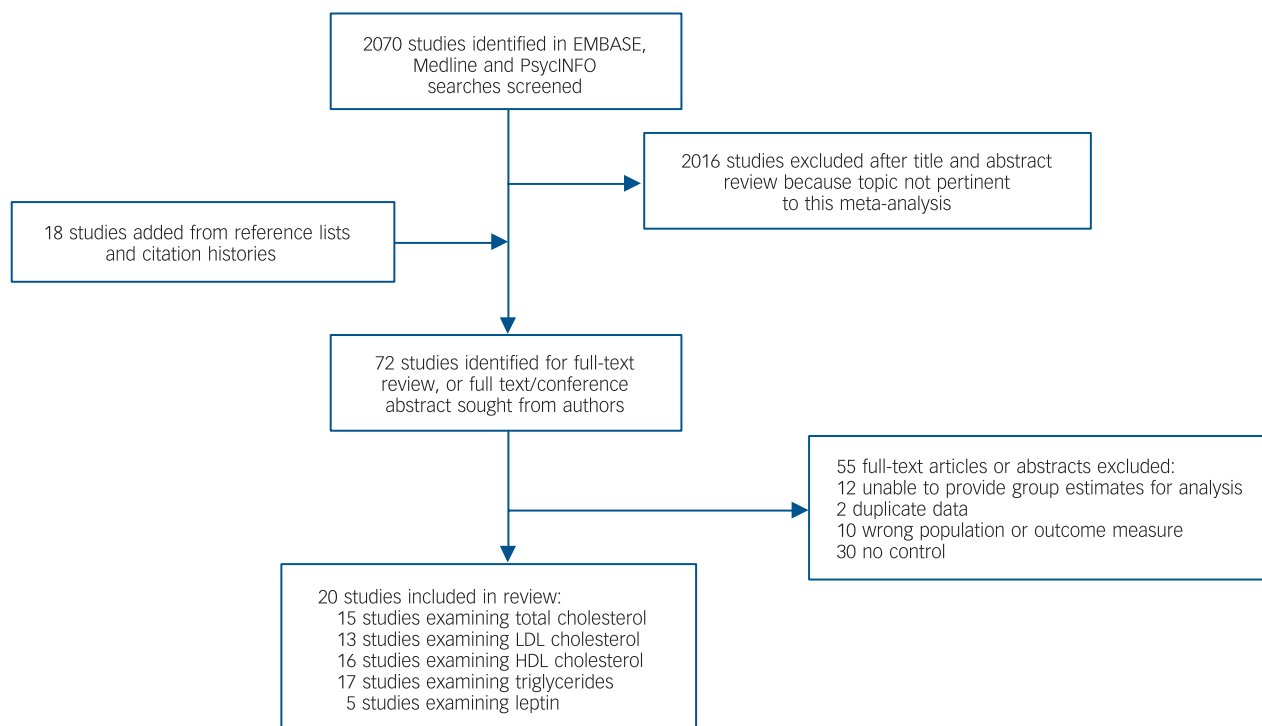 2070 studies identified in EMBASE,
Medline and PsycINFO
searches screened
2016 studies excluded after title and abstract
review because topic not pertinent
to this meta-analysis
18 studies added from reference lists
and citation histories
72 studies identified for full-text
review, or full text/conference
abstract sought from authors
55 full-text articles or abstracts excluded:
12 unable to provide group estimates for analysis
2 duplicate data
10 wrong population or outcome measure
30 no control
20 studies included in review:
15 studies examining total cholesterol
13 studies examining LDL cholesterol
16 studies examining HDL cholesterol
17 studies examining triglycerides
5 studies examining leptin